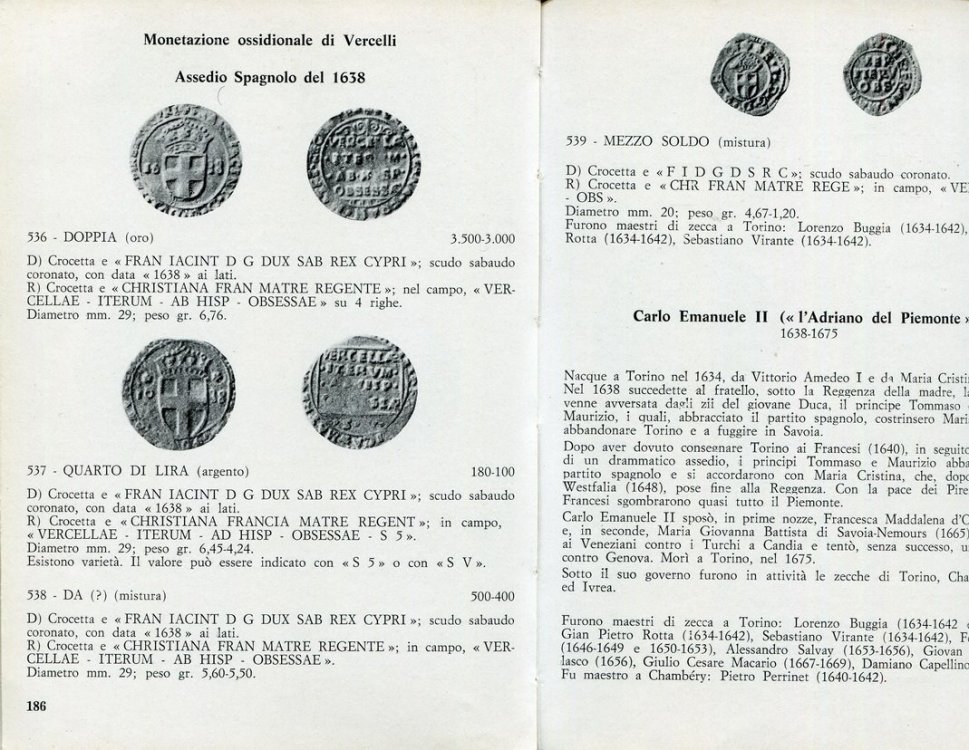 Monetazione ossidionale di Vercelli
Assedio Spagnolo del 1638
536 - DOPPIA (oro) 3.500-3.000
D) Crocetta e « FRAN IACINT D G DUX SAB REX CYPRI »; scudo sabaudo
coronato, con data « 1638 » ai lati.
R) Crocetta e « CHRISTIANA FRAN MATRE REGENTE »; nel campo, « VER-
CELLAE - ITERUM - AB HISP - OBSESSAE » su 4 righe.
Diametro mm. 29; peso gr. 6,76.
537 - QUARTO DI LIRA (argento) 180-100
D) Crocetta e « FRAN IACINT D G DUX SAB REX CYPRI »; scudo sabaudo
coronato, con data « 1638 » ai lati.
R) Crocetta e « CHRISTIANA FRANCIA MATRE REGENT »; in campo,
« VERCELLAE - ITERUM - AD HISP - OBSESSAE - S 5 ».
Diametro mm. 29; peso gr. 6,45-4,24.
Esistono varietà. Il valore può essere indicato con « S 5 » o con « S V ».
538 - DA (?) (mistura) 500-400
D) Crocetta e « FRAN IACINT D G DUX SAB REX CYPRI »; scudo sabaudo
coronato, con data « 1638 » ai lati.
R) Crocetta e « CHRISTIANA FRAN MATRE REGENTE »; in campo, « VER-
CELLAE - ITERUM - AB HISP - OBSESSAE ».
Diametro mm. 29; peso gr. 5,60-5,50.
186
539 - MEZZO SOLDO (mistura)
D) Crocetta e « F I D G D S R C »; scudo sabaudo coronato.
R) Crocetta e « CHR FRAN MATRE REGE »; in campo, « VE
- OBS ».
Diametro mm. 20; peso gr. 4,67-1,20.
Furono maestri di zecca a Torino: Lorenzo Buggia (1634-1642),
Rotta (1634-1642), Sebastiano Virante (1634-1642).
Carlo Emanuele II (« l'Adriano del Piemonte »
1638-1675
Nacque a Torino nel 1634, da Vittorio Amedeo I e da Maria Cristi
Nel 1638 succedette al fratello, sotto la Reggenza della madre, l
venne avversata dagli zii del giovane Duca, il principe Tommaso
Maurizio, i quali, abbracciato il partito spagnolo, costrinsero Mari
abbandonare Torino e a fuggire in Savoia.
Dopo aver dovuto consegnare Torino ai Francesi (1640), in seguito
di un drammatico assedio, i principi Tommaso e Maurizio abba
partito spagnolo e si accordarono con Maria Cristina, che, dopo
Westfalia (1648), pose fine alla Reggenza. Con la pace dei Pire
Francesi sgombrarono quasi tutto il Piemonte.
Carlo Emanuele II sposò, in prime nozze, Francesca Maddalena d'O
e, in seconde, Maria Giovanna Battista di Savoia-Nemours (1665)
ai Veneziani contro i Turchi a Candia e tentò, senza successo, u
contro Genova. Morì a Torino, nel 1675.
Sotto il suo governo furono in attività le zecche di Torino, Cha
ed Ivrea.
Furono maestri di zecca a Torino: Lorenzo Buggia (1634-1642 e
Gian Pietro Rotta (1634-1642), Sebastiano Virante (1634-1642), F
(1646-1649 e 1650-1653), Alessandro Salvay (1653-1656), Giovan
lasco (1656), Giulio Cesare Macario (1667-1669), Damiano Capellino
Fu maestro a Chambéry: Pietro Perrinet (1640-1642).